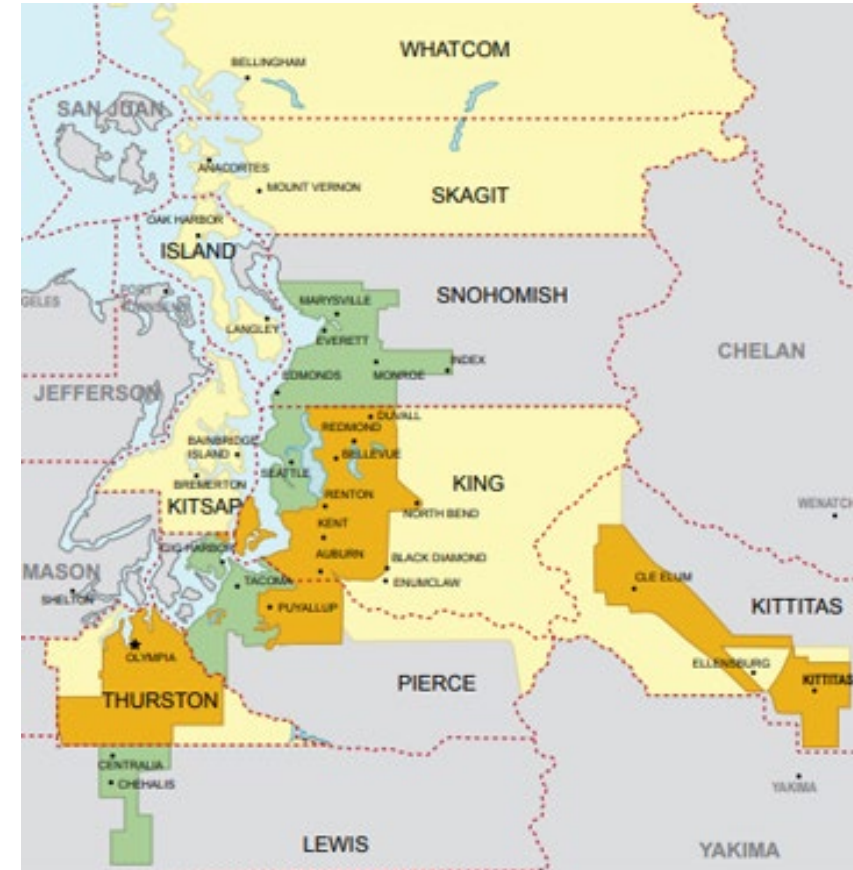 WHATCOM
BELLINGHAM
SAN JUAN
ANACORTES
MOUNT VERNON
SKAGIT
OAK HARBOR
ISLAND
SNOHOMISH
PORT
MARYSVILLE
LANGLEY
EVERETT
CHELAN
INDEX
MONROE
EDMONDS
JEFFERSON
DUVALL
REDMOND
BAINBRIDGE
ISLAND
BELLEVUE
SEATTLE
BREMERTON
KING
KITSAP
RENTON
NORTH BEND
WENATCH
KENT
GIG HARBOR
AUBURN
BLACK DIAMOND
MASON
TACOMA
ENUMCLAW
CLE ELUM
SHELTON
PUYALLUP
KITTITAS
OLYMPIA
ELLENSBURG
KITTITAS
THURSTON
PIERCE
CENTRALIA
CHEHALIS
YAKIMA
LEWIS
YAKIMA